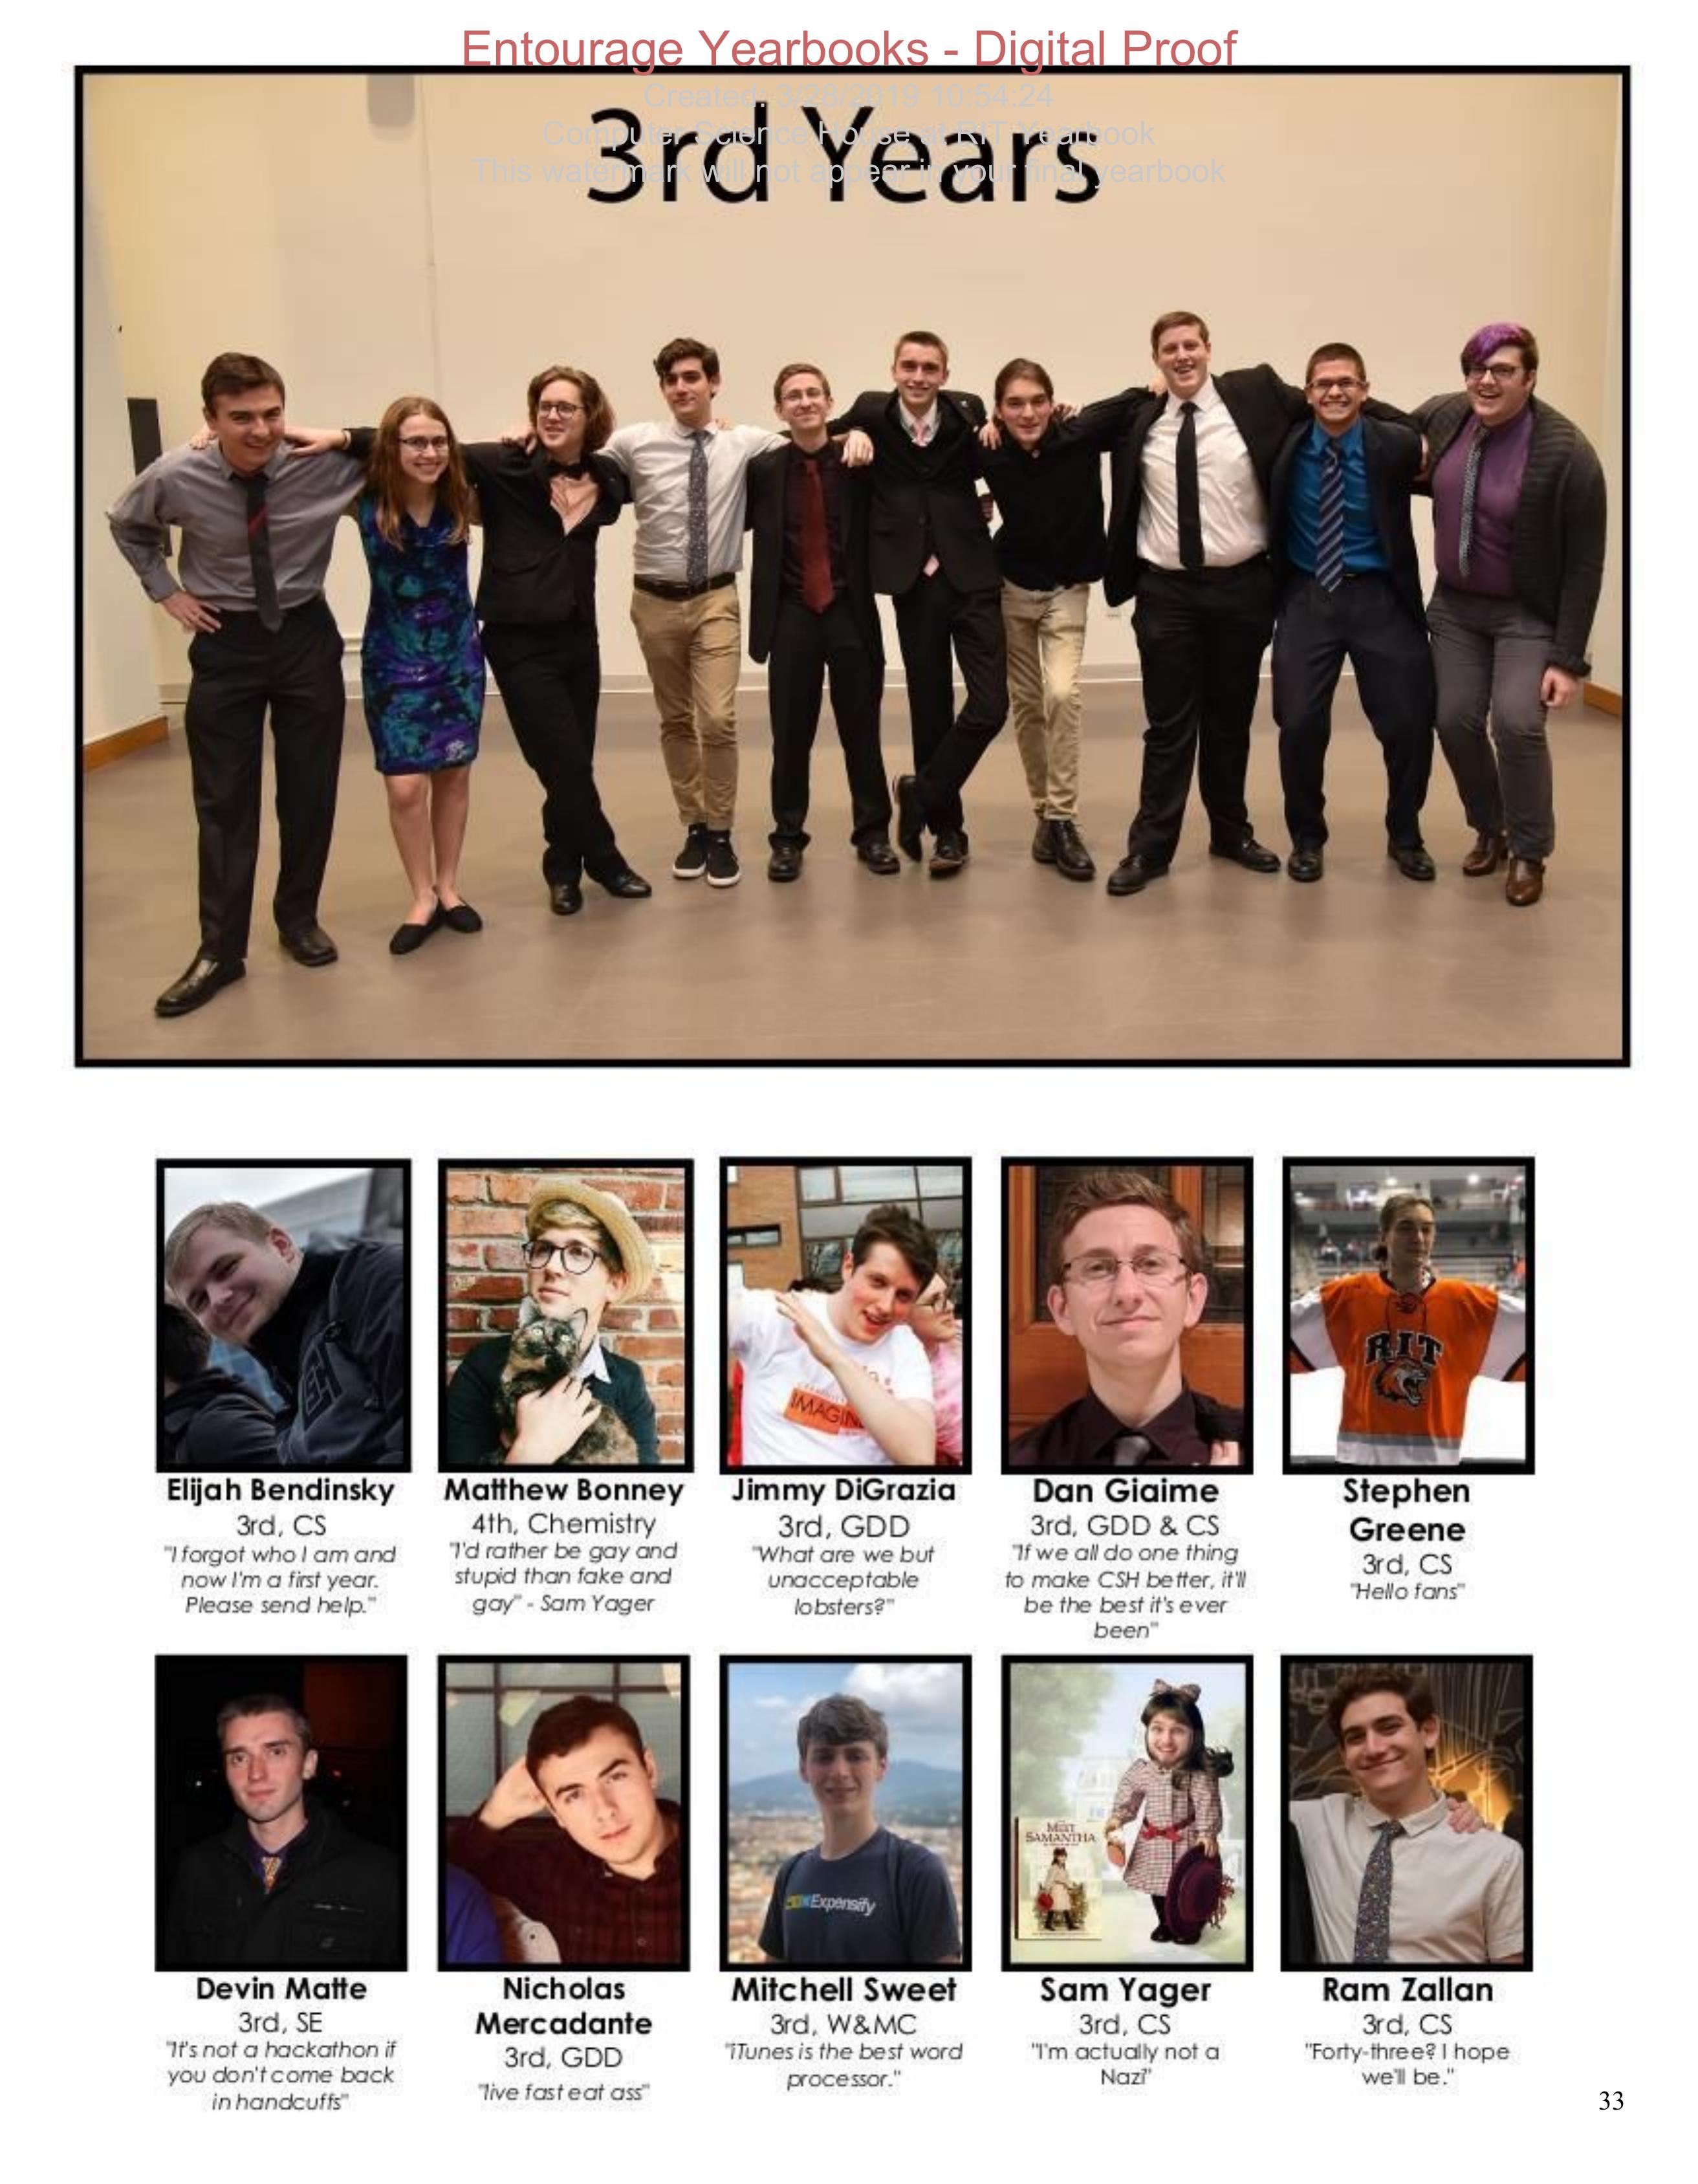 Entourage Yearbooks - Digital Proof
Created: 3/28/2019 10:54:24
Computer Science House at RIT Yearbook
This watermark will not appear in your final yearbook
3rd Years
IMAGIN
RIT
Elijah Bendinsky
3rd, CS
"I forgot who I am and
now I'm a first year.
Please send help."
Matthew Bonney
4th, Chemistry
"I'd rather be gay and
stupid than fake and
gay" - Sam Yager
Jimmy DiGrazia
3rd, GDD
"What are we but
unacceptable
lobsters?"
Dan Giaime
3rd, GDD & CS
"If we all do one thing
to make CSH better, it'll
be the best it's ever
been"
Stephen
Greene
3rd, CS
"Hello fans"
Expensify
MEET
SAMANTHA
Devin Matte
3rd, SE
"It's not a hackathon if
you don't come back
in handcuffs"
Nicholas
Mercadante
3rd, GDD
"live fast eat ass"
Mitchell Sweet
3rd, W&MC
"iTunes is the best word
processor."
Sam Yager
3rd, CS
"I'm actually not a
Nazi"
Ram Zallan
3rd, CS
"Forty-three? I hope
we'll be."
33